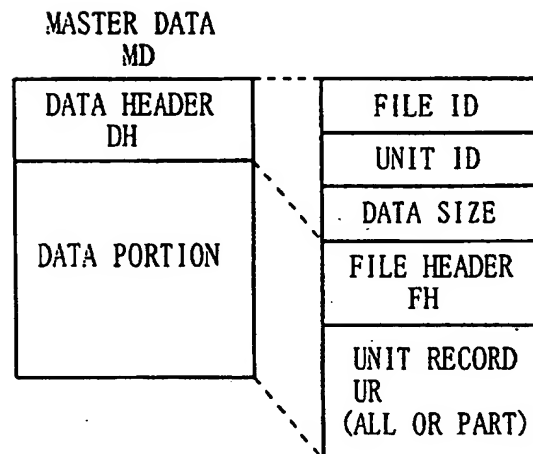 MASTER DATA
MD
DATA HEADER
DH
DATA PORTION
FILE ID
UNIT ID
DATA SIZE
FILE HEADER
FH
UNIT RECORD
UR
(ALL OR PART)